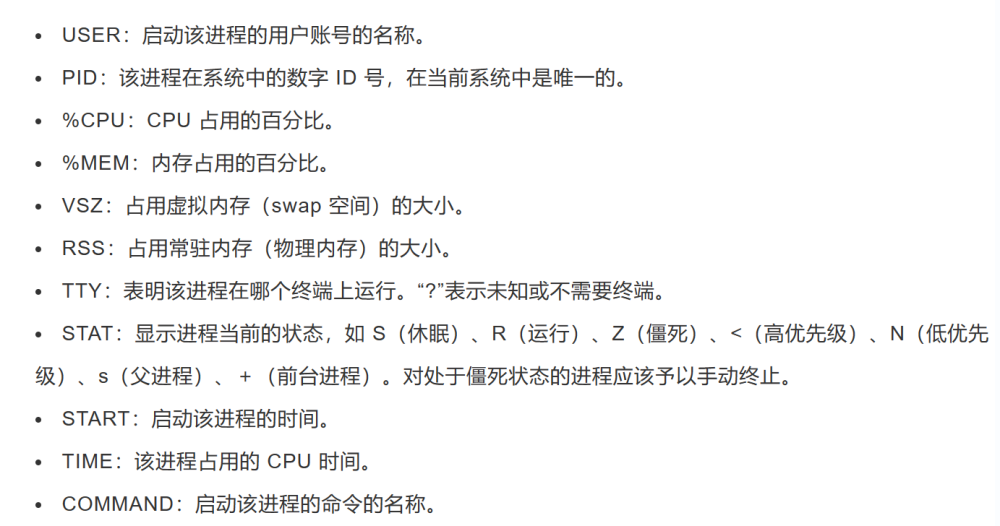 • USER：启动该进程的用户账号的名称。
• PID：该进程在系统中的数字 ID 号，在当前系统中是唯一的。
• %CPU：CPU 占用的百分比。
• %MEM：内存占用的百分比。
• VSZ：占用虚拟内存（swap 空间）的大小。
• RSS：占用常驻内存（物理内存）的大小。
• TTY：表明该进程在哪个终端上运行。“?”表示未知或不需要终端。
• STAT：显示进程当前的状态，如 S（休眠）、R（运行）、Z（僵死）、<（高优先级）、N（低优先
级）、s（父进程）、+（前台进程）。对处于僵死状态的进程应该予以手动终止。
• START：启动该进程的时间。
• TIME：该进程占用的 CPU 时间。
• COMMAND：启动该进程的命令的名称。